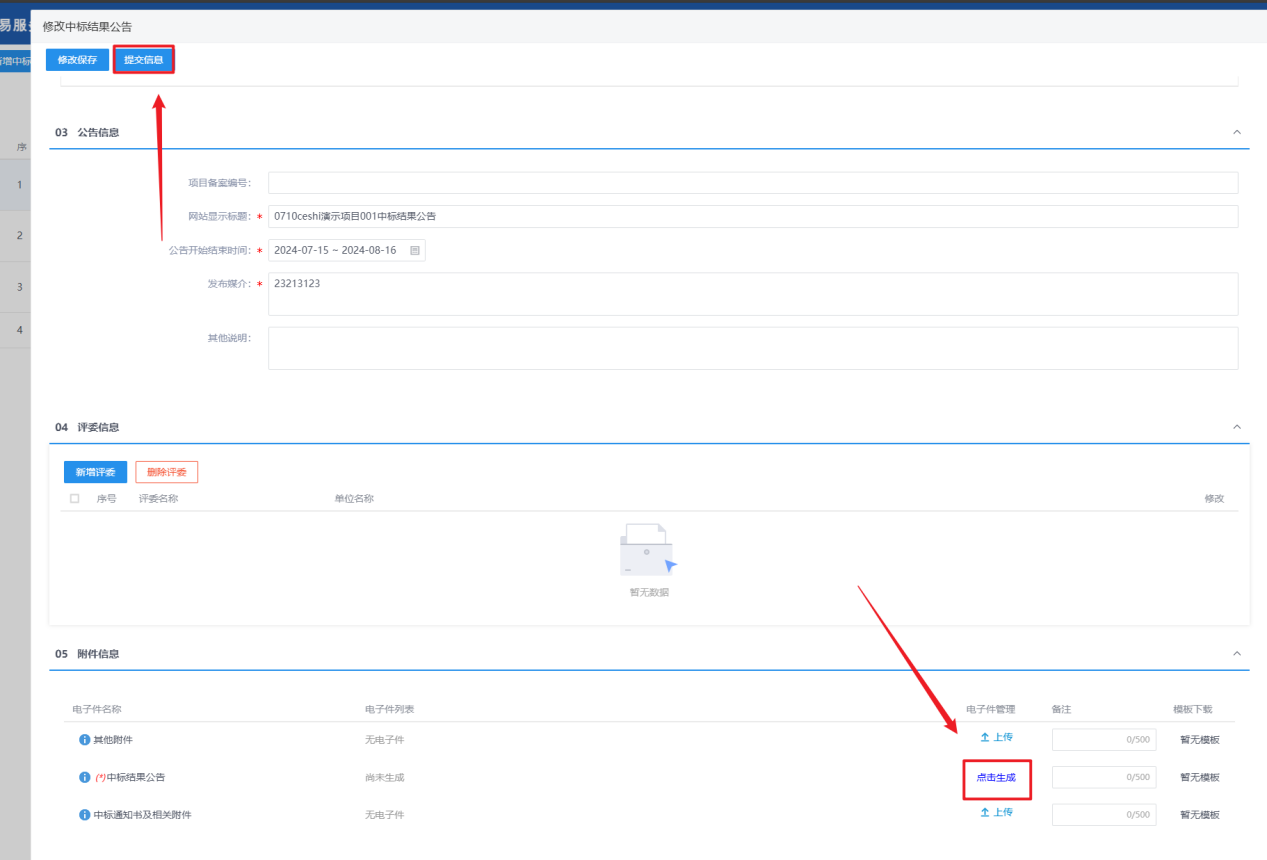 易服
修改中标结果公告
增中标
修改保存 提交信息
序
1
2
3
4
03 公告信息
项目备案编号：
网站显示标题：* 0710ceshi演示项目001中标结果公告
公告开始结束时间：* 2024-07-15 ~ 2024-08-16
发布媒介：* 23213123
其他说明：
04 评委信息
新增评委 删除评委
序号 评委名称 单位名称 修改
暂无数据
05 附件信息
电子件名称 电子件列表 电子件管理 备注 模板下载
其他附件 无电子件 上传 0/500 暂无模板
(*)中标结果公告 尚未生成 点击生成 0/500 暂无模板
中标通知书及相关附件 无电子件 上传 0/500 暂无模板